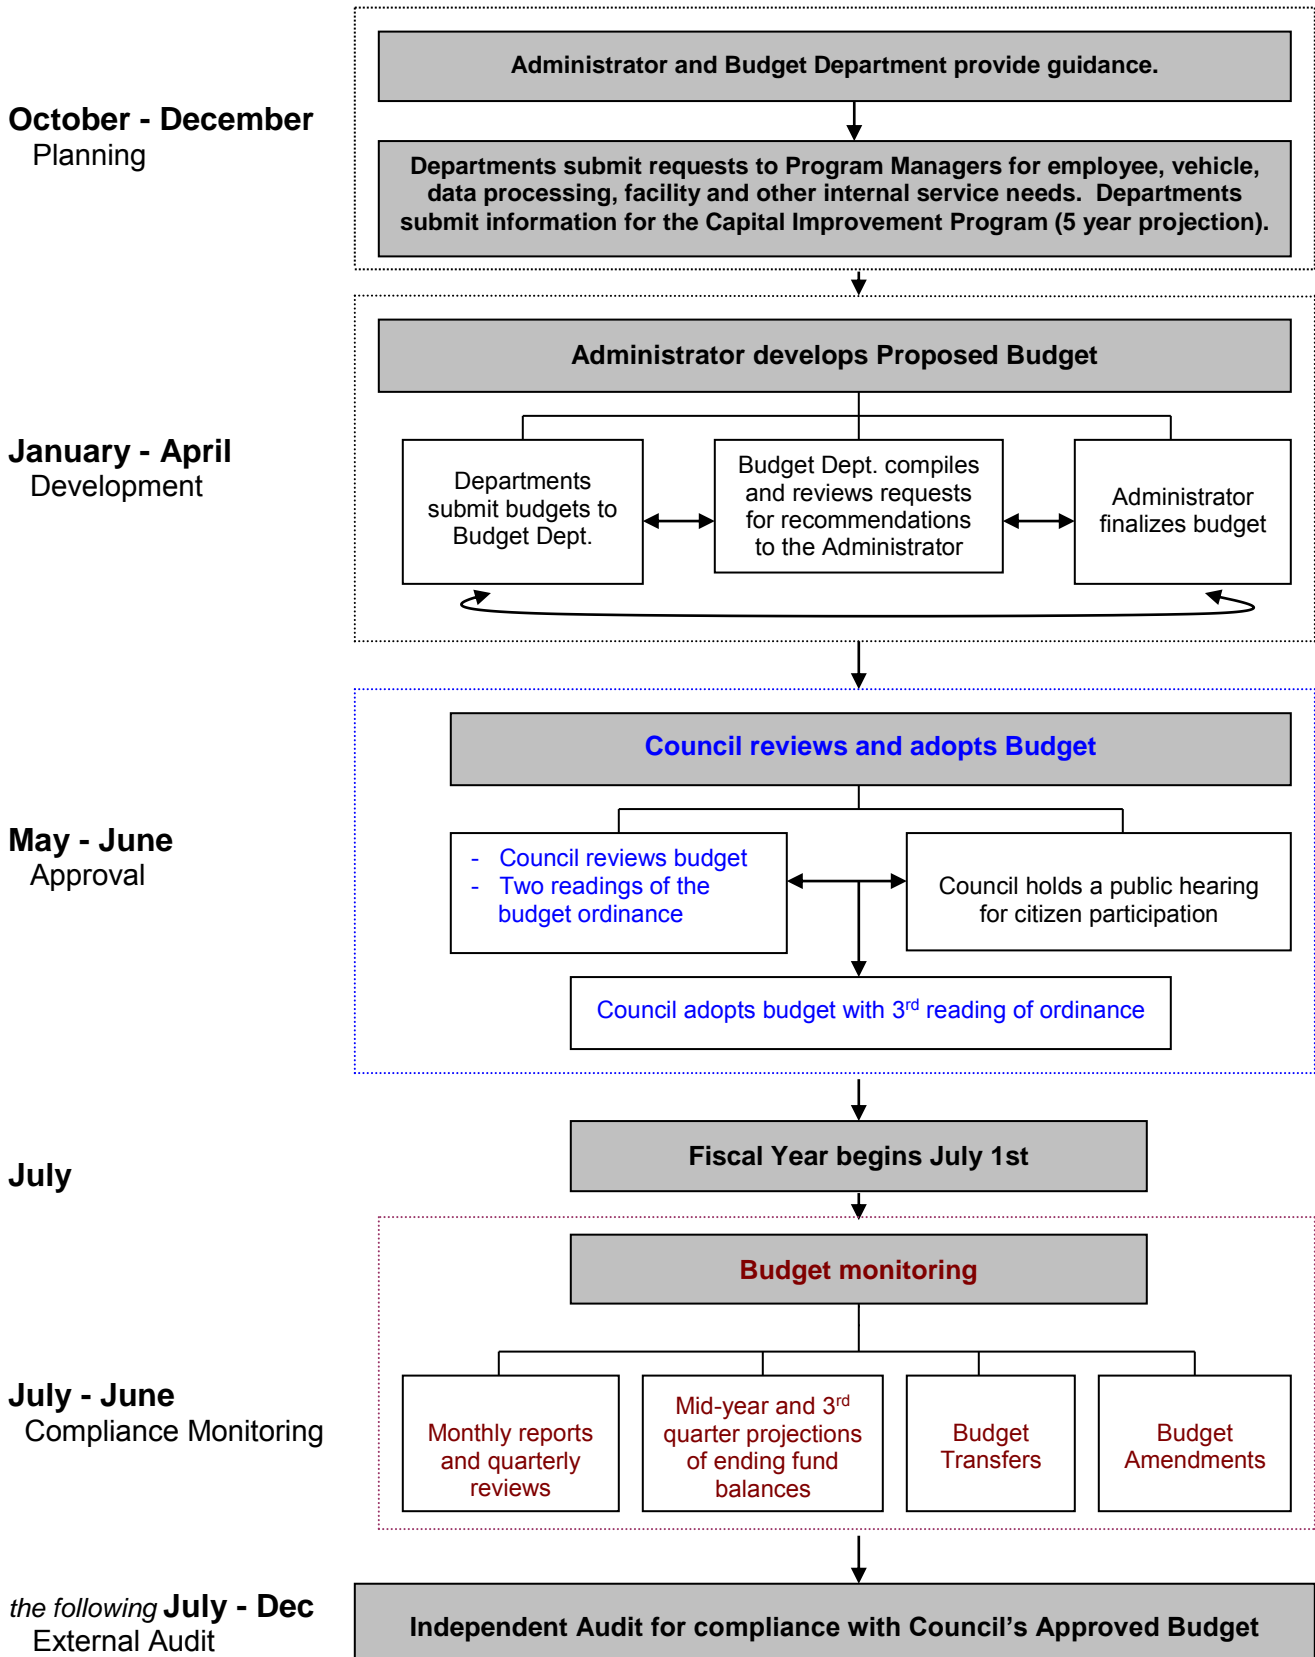 Administrator and Budget Department provide guidance.
October - December
Planning
Departments submit requests to Program Managers for employee, vehicle,
data processing, facility and other internal service needs.  Departments
submit information for the Capital Improvement Program (5 year projection).
Administrator develops Proposed Budget
January - April
Development
Departments
submit budgets to
Budget Dept.
Budget Dept. compiles
and reviews requests
for recommendations
to the Administrator
Administrator
finalizes budget
Council reviews and adopts Budget
May - June
Approval
- Council reviews budget
- Two readings of the
budget ordinance
Council holds a public hearing
for citizen participation
Council adopts budget with 3rd reading of ordinance
July
Fiscal Year begins July 1st
Budget monitoring
July - June
Compliance Monitoring
Monthly reports
and quarterly
reviews
Mid-year and 3rd
quarter projections
of ending fund
balances
Budget
Transfers
Budget
Amendments
the following July - Dec
External Audit
Independent Audit for compliance with Council's Approved Budget